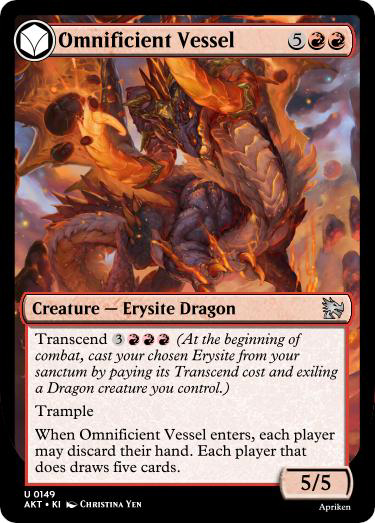 Omnificient Vessel 5
Creature — Erysite Dragon
Transcend 3 (At the beginning of
combat, cast your chosen Erysite from your
sanctum by paying its Transcend cost and exiling
a Dragon creature you control.)
Trample
When Omnificient Vessel enters, each player
may discard their hand. Each player that
does draws five cards.
5/5
U 0149
AKT • KI Christina Yen
Apriken